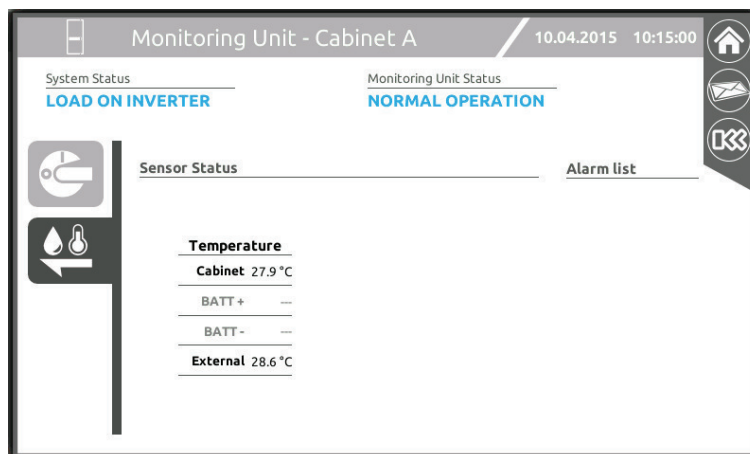 Monitoring Unit - Cabinet A
10.04.2015 10:15:00
System Status
LOAD ON INVERTER
Monitoring Unit Status
NORMAL OPERATION
Sensor Status
Alarm list
Temperature
Cabinet 27.9 °C
BATT + ---
BATT - ---
External 28.6 °C